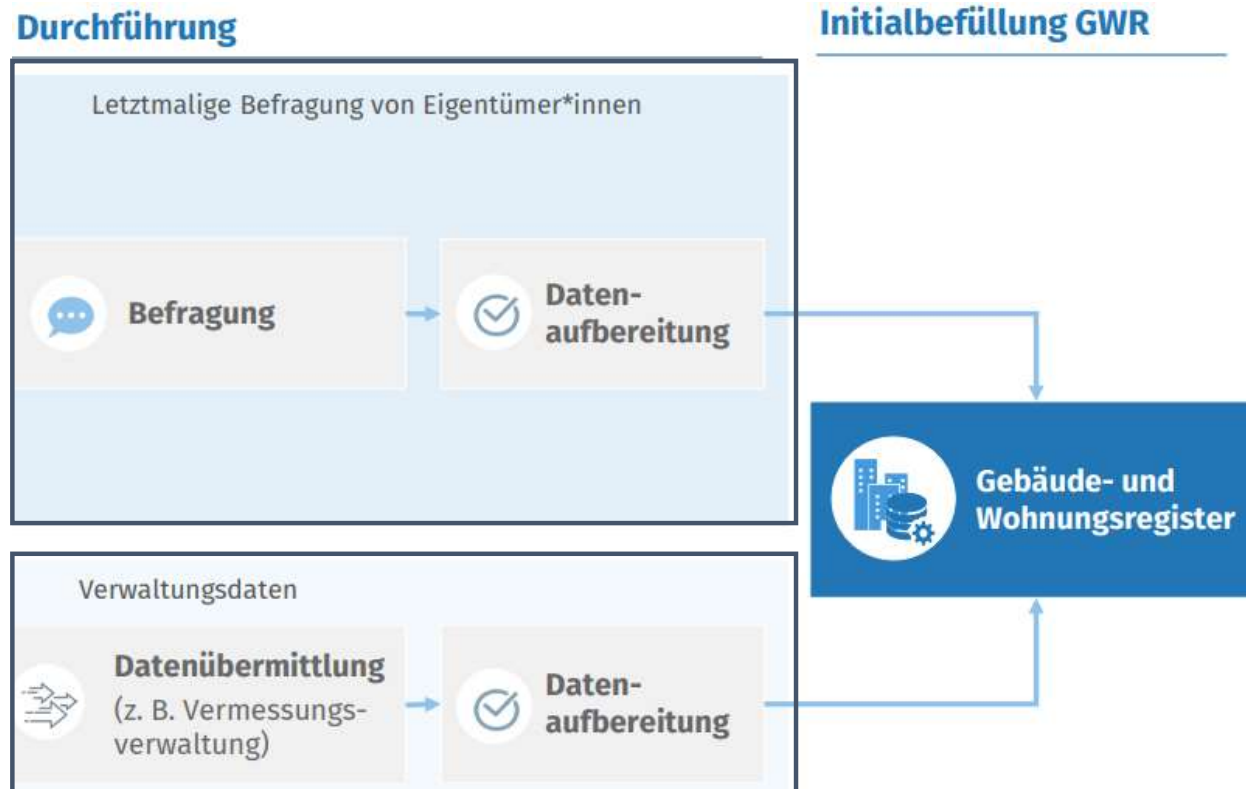 Durchführung
Initialbefüllung GWR
Letztmalige Befragung von Eigentümer*innen
Befragung
Daten-
aufbereitung
Gebäude- und
Wohnungsregister
Verwaltungsdaten
Datenübermittlung
(z. B. Vermessungs-
verwaltung)
Daten-
aufbereitung